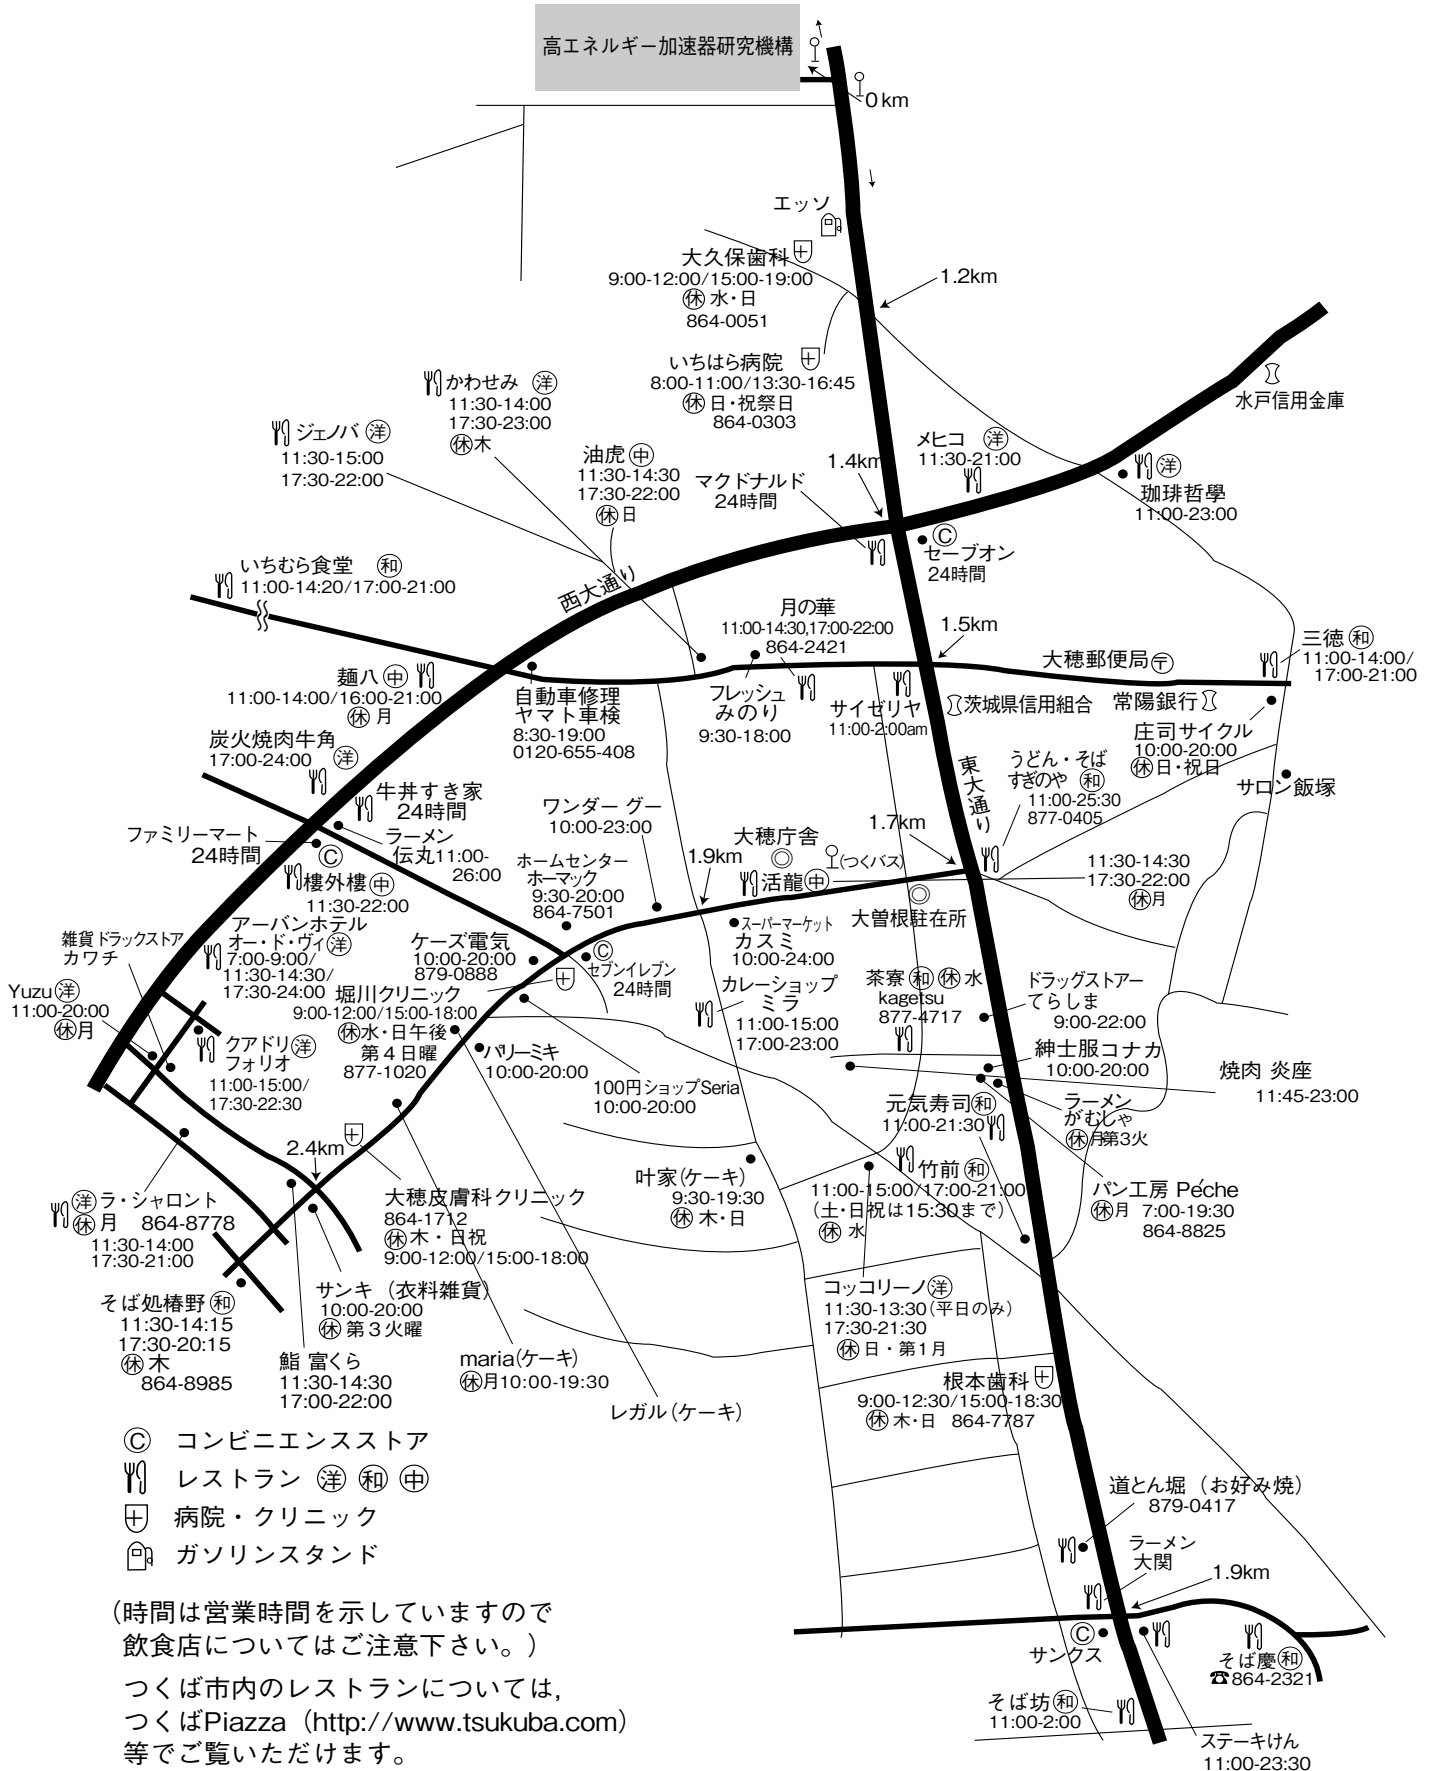 高エネルギー加速器研究機構
0 km
エッソ
大久保歯科
9:00-12:00/15:00-19:00
休 水・日
864-0051
1.2km
いちはら病院
8:00-11:00/13:30-16:45
休 日・祝祭日
864-0303
水戸信用金庫
かわせみ 洋
11:30-14:00
17:30-23:00
休 木
ジェノバ 洋
11:30-15:00
17:30-22:00
油虎 中
11:30-14:30
17:30-22:00
休 日
マクドナルド
24時間
1.4km
メヒコ 洋
11:30-21:00
洋
珈琲哲學
11:00-23:00
C
セーブオン
24時間
いちむら食堂 和
11:00-14:20/17:00-21:00
西大通り
月の華
11:00-14:30,17:00-22:00
864-2421
1.5km
大穂郵便局 〒
三徳 和
11:00-14:00/
17:00-21:00
麺八 中
11:00-14:00/16:00-21:00
休 月
自動車修理
ヤマト車検
8:30-19:00
0120-655-408
フレッシュ
みのり
9:30-18:00
サイゼリヤ
11:00-2:00am
茨城県信用組合
常陽銀行
庄司サイクル
10:00-20:00
休 日・祝日
サロン飯塚
炭火焼肉牛角
17:00-24:00 洋
牛丼すき家
24時間
東大通り
うどん・そば
すぎのや 和
11:00-25:30
877-0405
ファミリーマート
24時間
C
ラーメン
伝丸11:00-
26:00
ワンダー グー
10:00-23:00
大穂庁舎
◎
(つくバス)
1.7km
1.9km
活龍 中
11:30-14:30
17:30-22:00
休 月
樓外樓 中
11:30-22:00
ホームセンター
ホーマック
9:30-20:00
864-7501
◎
大曽根駐在所
スーパーマーケット
カスミ
10:00-24:00
アーバンホテル
オー・ド・ヴィ 洋
7:00-9:00/
11:30-14:30/
17:30-24:00
雑貨 ドラックストア
カワチ
ケーズ電気
10:00-20:00
879-0888
C
セブンイレブン
24時間
Yuzu 洋
11:00-20:00
休 月
堀川クリニック
9:00-12:00/15:00-18:00
休 水・日午後
第4日曜
877-1020
カレーショップ
ミラ
11:00-15:00
17:00-23:00
茶寮 和 休 水
kagetsu
877-4717
ドラッグストアー
てらしま
9:00-22:00
クアドリ 洋
フォリオ
11:00-15:00/
17:30-22:30
パリーミキ
10:00-20:00
100円ショップSeria
10:00-20:00
紳士服コナカ
10:00-20:00
焼肉 炎座
11:45-23:00
元気寿司 和
11:00-21:30
ラーメン
がむしゃ
休 月第3火
2.4km
叶家(ケーキ)
9:30-19:30
休 木・日
竹前 和
11:00-15:00/17:00-21:00
(土・日祝は15:30まで)
休 水
パン工房 Péche
休 月 7:00-19:30
864-8825
洋 ラ・シャロント
休 月 864-8778
11:30-14:00
17:30-21:00
大穂皮膚科クリニック
864-1712
休 木・日祝
9:00-12:00/15:00-18:00
サンキ (衣料雑貨)
10:00-20:00
休 第3火曜
そば処椿野 和
11:30-14:15
17:30-20:15
休 木
864-8985
鮨 富くら
11:30-14:30
17:00-22:00
maria(ケーキ)
休 月10:00-19:30
レガル(ケーキ)
コッコリーノ 洋
11:30-13:30(平日のみ)
17:30-21:30
休 日・第1月
根本歯科
9:00-12:30/15:00-18:30
休 木・日 864-7787
C コンビニエンスストア
レストラン 洋 和 中
病院・クリニック
ガソリンスタンド
道とん堀 (お好み焼)
879-0417
ラーメン
大関
1.9km
C
サンクス
そば慶 和
☎864-2321
そば坊 和
11:00-2:00
ステーキけん
11:00-23:30
(時間は営業時間を示していますので
飲食店についてはご注意下さい。)
つくば市内のレストランについては,
つくばPiazza (http://www.tsukuba.com)
等でご覧いただけます。